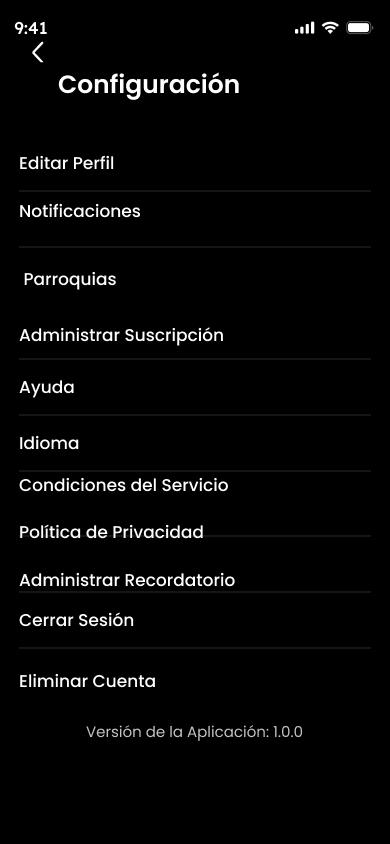 9:41
Configuración
Editar Perfil
Notificaciones
Parroquias
Administrar Suscripción
Ayuda
Idioma
Condiciones del Servicio
Política de Privacidad
Administrar Recordatorio
Cerrar Sesión
Eliminar Cuenta
Versión de la Aplicación: 1.0.0